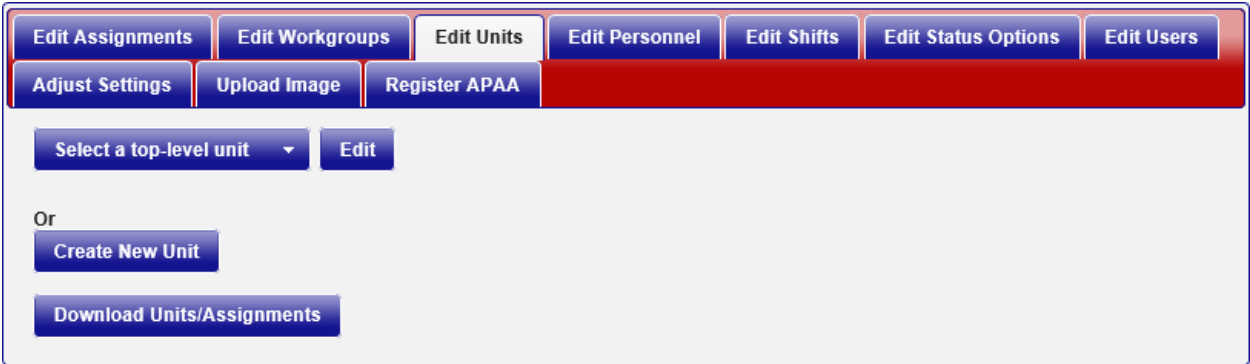 Edit Assignments Edit Workgroups Edit Units Edit Personnel Edit Shifts Edit Status Options Edit Users
Adjust Settings Upload Image Register APAA
Select a top-level unit Edit
Or
Create New Unit
Download Units/Assignments